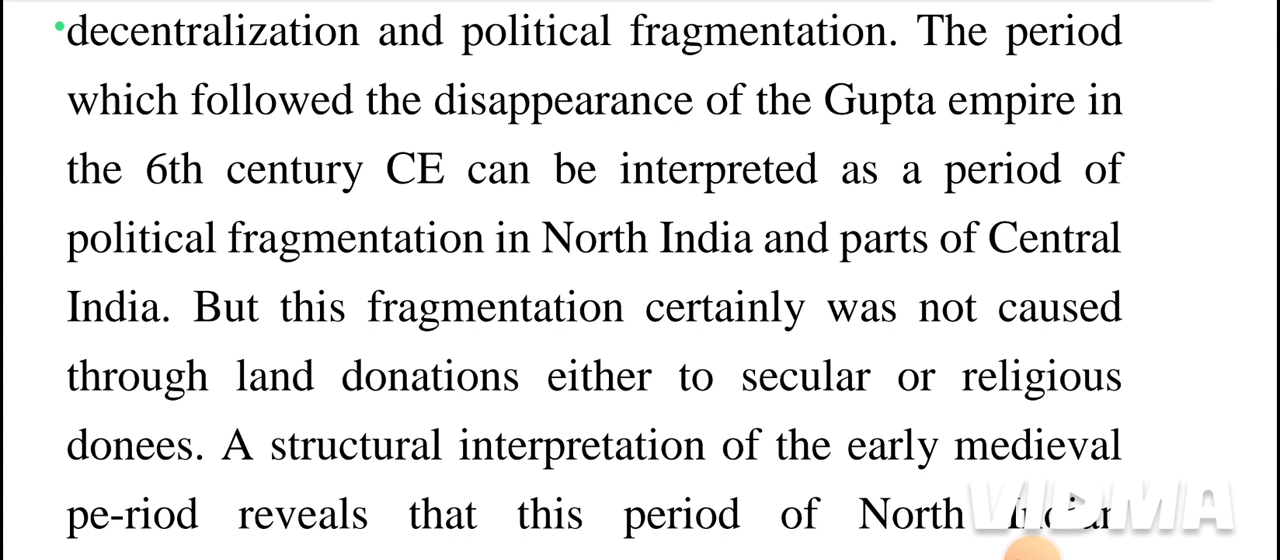 •decentralization and political fragmentation. The period
which followed the disappearance of the Gupta empire in
the 6th century CE can be interpreted as a period of
political fragmentation in North India and parts of Central
India. But this fragmentation certainly was not caused
through land donations either to secular or religious
donees. A structural interpretation of the early medieval
pe-riod reveals that this period of North
VIDMA